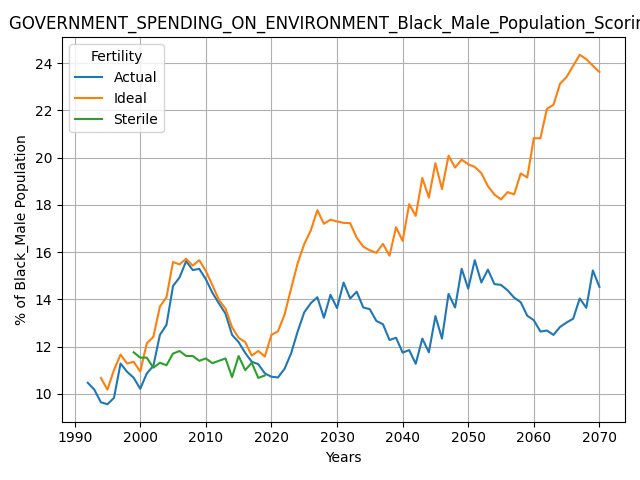 GOVERNMENT_SPENDING_ON_ENVIRONMENT_Black_Male_Population_Scorin
Fertility
Actual
Ideal
Sterile
% of Black_Male Population
24
22
20
18
16
14
12
10
1990 2000 2010 2020 2030 2040 2050 2060 2070
Years